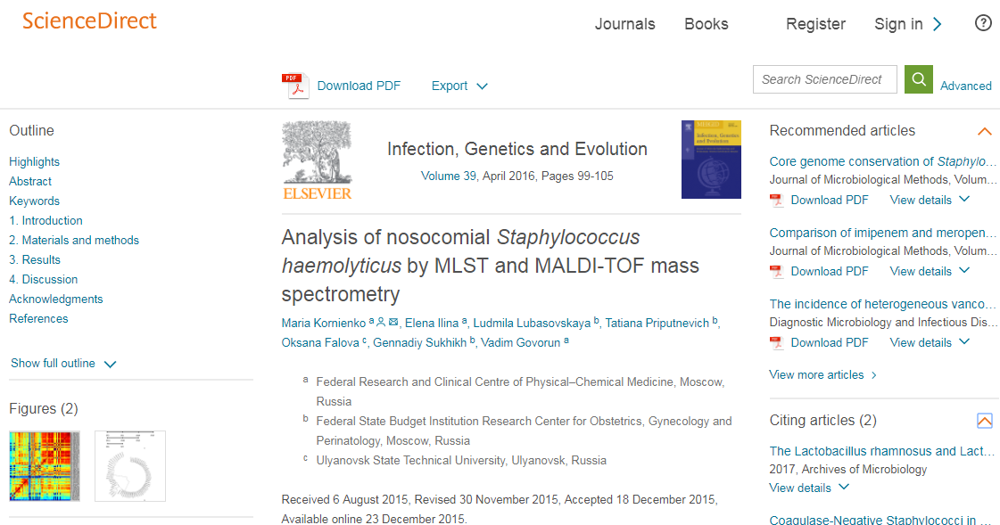 ScienceDirect
Journals
Books
Register
Sign in
?
PDF
Download PDF
Export
Search ScienceDirect
Advanced
Outline
Highlights
Abstract
Keywords
1. Introduction
2. Materials and methods
3. Results
4. Discussion
Acknowledgments
References
Show full outline
Figures (2)
ELSEVIER
Infection, Genetics and Evolution
Volume 39, April 2016, Pages 99-105
Infection, Genetics
and Evolution
Analysis of nosocomial Staphylococcus
haemolyticus by MLST and MALDI-TOF mass
spectrometry
Maria Kornienko a, Elena Ilina a, Ludmila Lubasovskaya b, Tatiana Priputnevich b,
Oksana Falova c, Gennadiy Sukhikh b, Vadim Govorun a
a Federal Research and Clinical Centre of Physical–Chemical Medicine, Moscow,
Russia
b Federal State Budget Institution Research Center for Obstetrics, Gynecology and
Perinatology, Moscow, Russia
c Ulyanovsk State Technical University, Ulyanovsk, Russia
Received 6 August 2015, Revised 30 November 2015, Accepted 18 December 2015,
Available online 23 December 2015.
Recommended articles
Core genome conservation of Staphylo...
Journal of Microbiological Methods, Volum...
Download PDF View details
Comparison of imipenem and meropen...
Journal of Microbiological Methods, Volum...
Download PDF View details
The incidence of heterogeneous vanco...
Diagnostic Microbiology and Infectious Dis...
Download PDF View details
View more articles
Citing articles (2)
The Lactobacillus rhamnosus and Lact...
2017, Archives of Microbiology
View details
Coagulase-Negative Staphylococci in ...